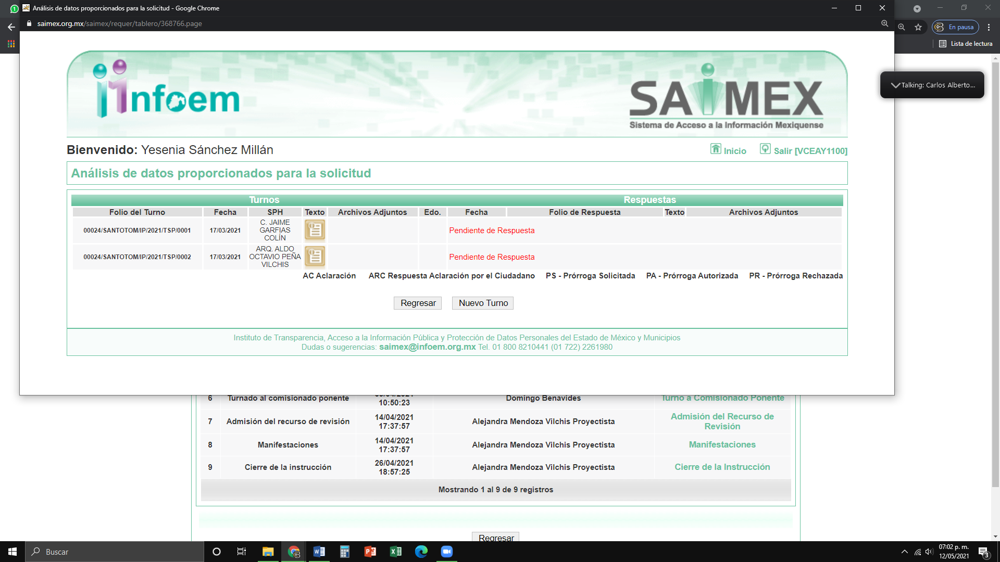 1
Análisis de datos proporcionados para la solicitud - Google Chrome
saimex.org.mx/saimex/requer/tablero/368766.page
En pausa
Lista de lectura
Talking: Carlos Alberto...
infoem
SAIMEX
Sistema de Acceso a la Información Mexiquense
Bienvenido: Yesenia Sánchez Millán
Inicio
Salir [VCEAY1100]
Análisis de datos proporcionados para la solicitud
Turnos Respuestas
Folio del Turno Fecha SPH Texto Archivos Adjuntos Edo. Fecha Folio de Respuesta Texto Archivos Adjuntos
00024/SANTOTOM/IP/2021/TSP/0001 17/03/2021 C. JAIME GARFIAS COLÍN Pendiente de Respuesta
00024/SANTOTOM/IP/2021/TSP/0002 17/03/2021 ARQ. ALDO OCTAVIO PEÑA VILCHIS Pendiente de Respuesta
AC Aclaración ARC Respuesta Aclaración por el Ciudadano PS - Prórroga Solicitada PA - Prórroga Autorizada PR - Prórroga Rechazada
Regresar Nuevo Turno
Instituto de Transparencia, Acceso a la Información Pública y Protección de Datos Personales del Estado de México y Municipios
Dudas o sugerencias: saimex@infoem.org.mx Tel. 01 800 8210441 (01 722) 2261980
6 Turnado al comisionado ponente 10:50:23 Domingo Benavides Turno a Comisionado Ponente
7 Admisión del recurso de revisión 14/04/2021 17:37:57 Alejandra Mendoza Vilchis Proyectista Admisión del Recurso de Revisión
8 Manifestaciones 14/04/2021 17:37:57 Alejandra Mendoza Vilchis Proyectista Manifestaciones
9 Cierre de la instrucción 26/04/2021 18:57:25 Alejandra Mendoza Vilchis Proyectista Cierre de la Instrucción
Mostrando 1 al 9 de 9 registros
Regresar
Buscar
07:02 p. m.
12/05/2021
3